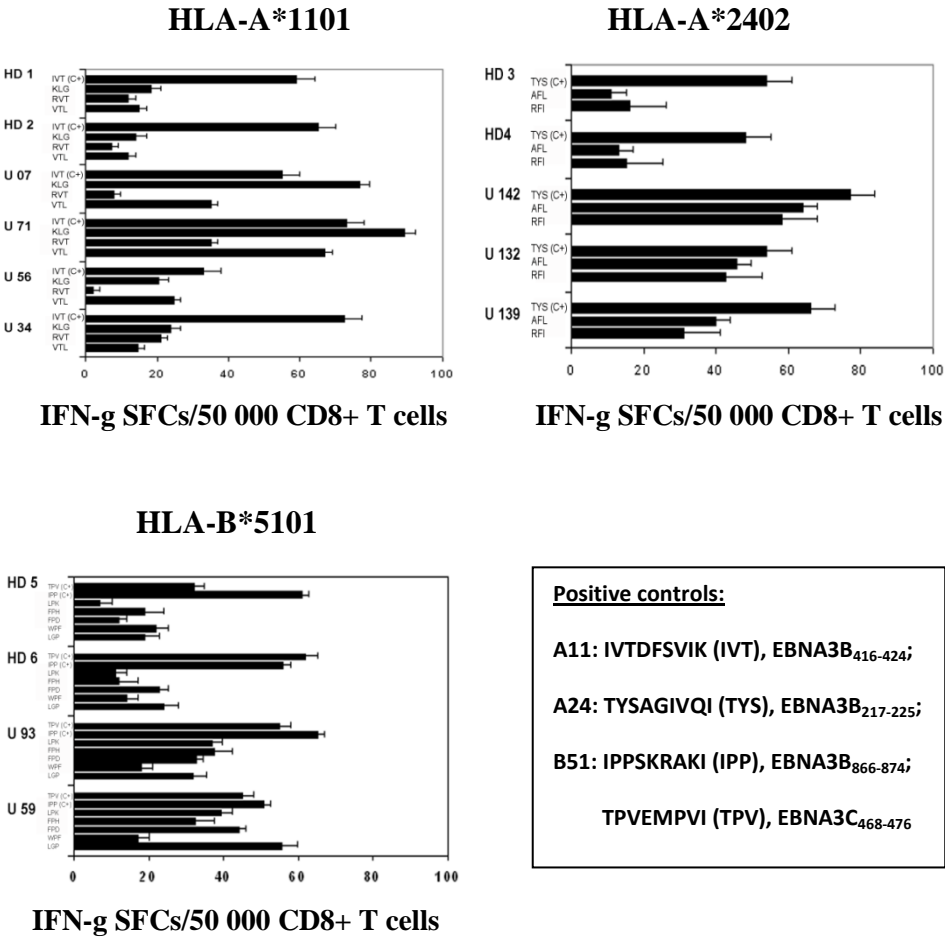 HLA-A*1101
HD 1
IVT (C+)
KLG
RVT
VTL
HD 2
IVT (C+)
KLG
RVT
VTL
U 07
IVT (C+)
KLG
RVT
VTL
U 71
IVT (C+)
KLG
RVT
VTL
U 56
IVT (C+)
KLG
RVT
VTL
U 34
IVT (C+)
KLG
RVT
VTL
0 20 40 60 80 100
IFN-g SFCs/50 000 CD8+ T cells
HLA-A*2402
HD 3
TYS (C+)
AFL
RFI
HD4
TYS (C+)
AFL
RFI
U 142
TYS (C+)
AFL
RFI
U 132
TYS (C+)
AFL
RFI
U 139
TYS (C+)
AFL
RFI
0 20 40 60 80 100
IFN-g SFCs/50 000 CD8+ T cells
HLA-B*5101
HD 5
TPV (C+)
IPP (C+)
LPK
FPH
FPD
WPF
LGP
HD 6
TPV (C+)
IPP (C+)
LPK
FPH
FPD
WPF
LGP
U 93
TPV (C+)
IPP (C+)
LPK
FPH
FPD
WPF
LGP
U 59
TPV (C+)
IPP (C+)
LPK
FPH
FPD
WPF
LGP
0 20 40 60 80 100
IFN-g SFCs/50 000 CD8+ T cells
Positive controls:
A11: IVTDFSVIK (IVT), EBNA3B416-424;
A24: TYSAGIVQI (TYS), EBNA3B217-225;
B51: IPPSKRAKI (IPP), EBNA3B866-874;
TPVEMPVI (TPV), EBNA3C468-476